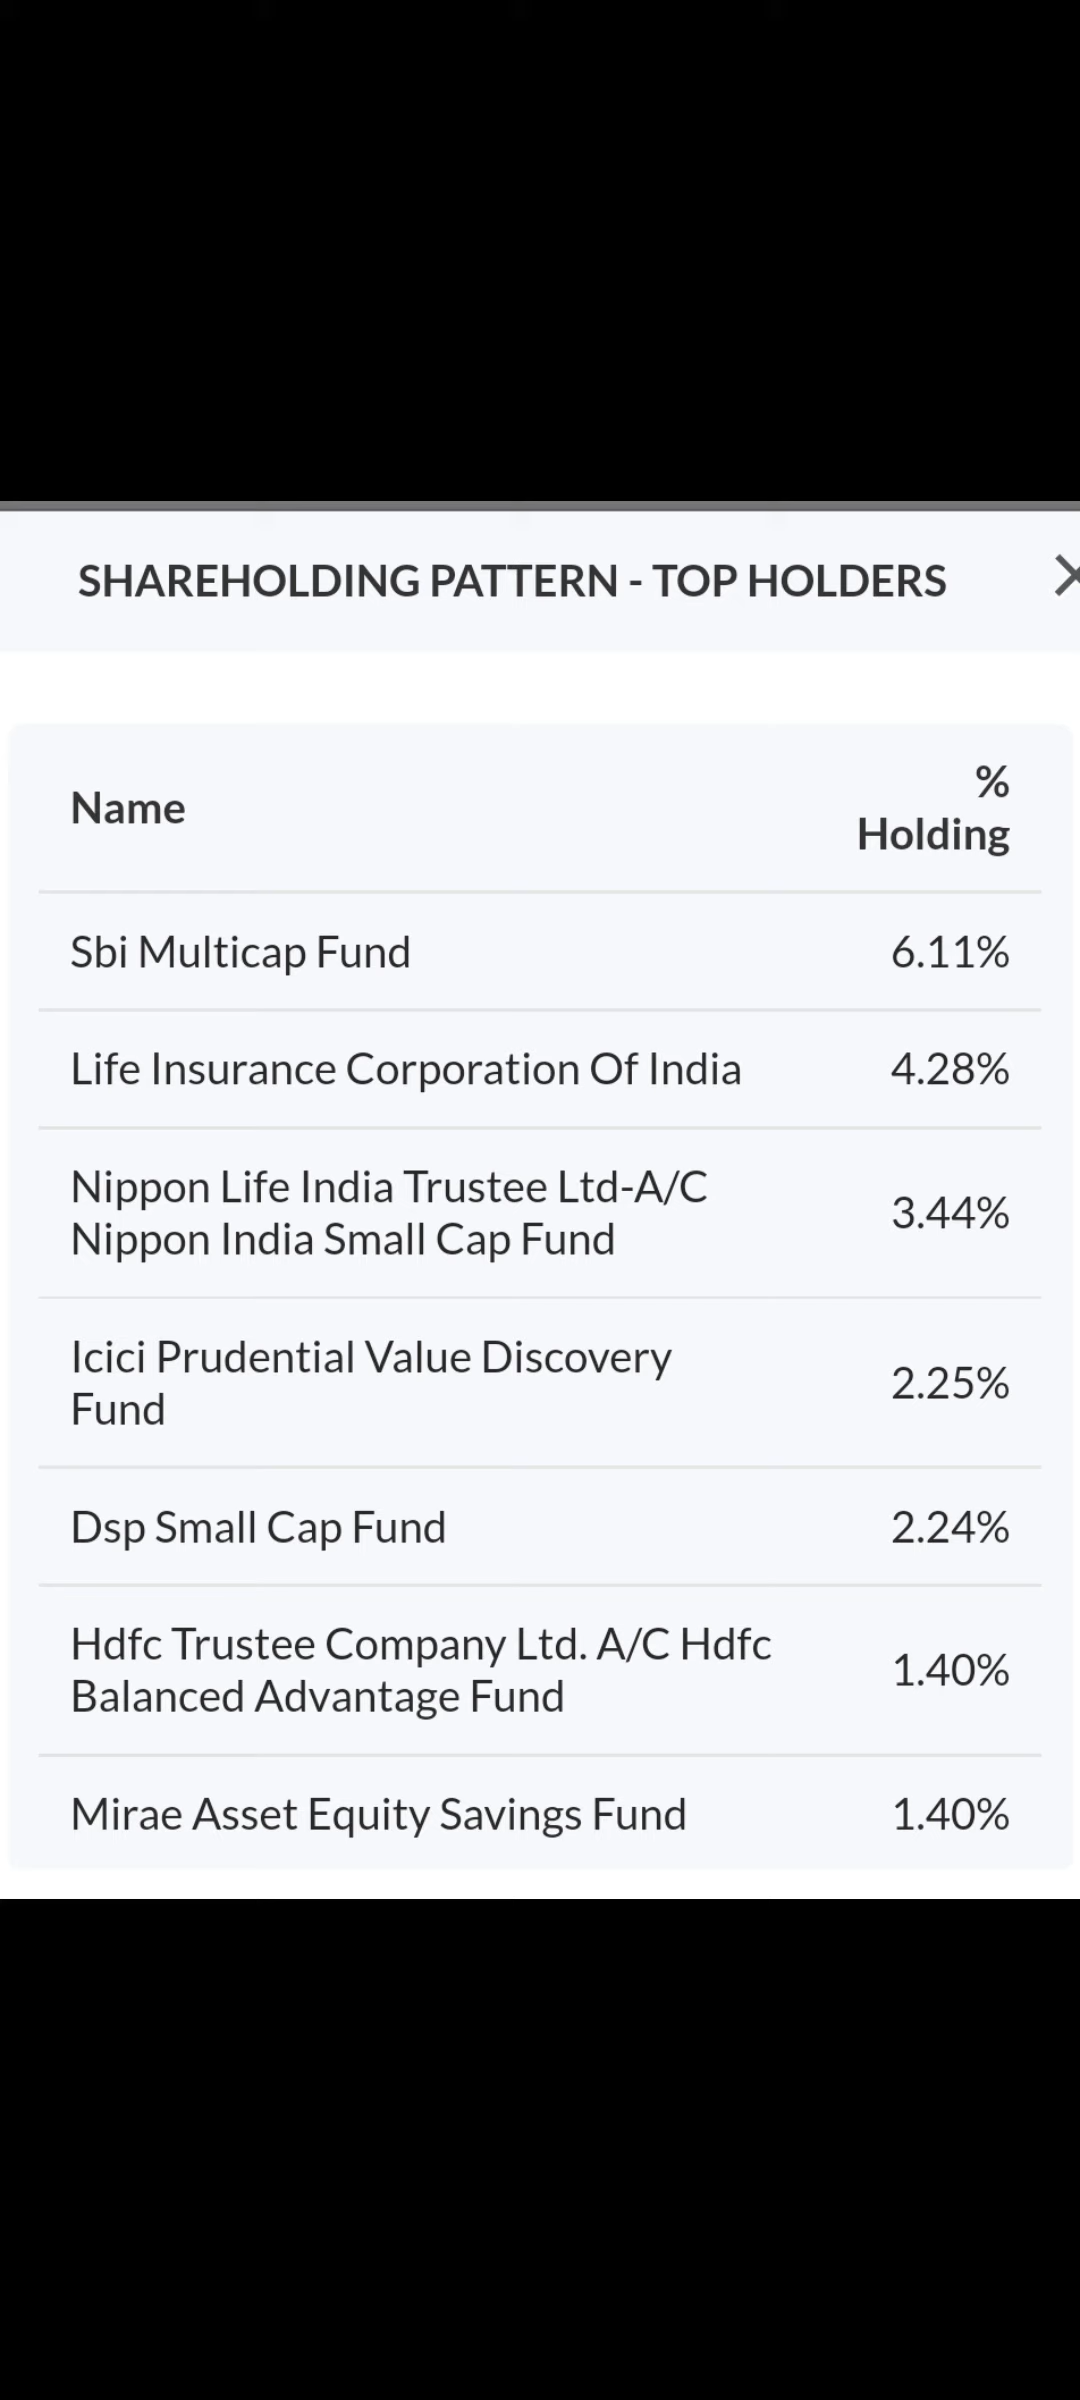 SHAREHOLDING PATTERN - TOP HOLDERS
Name
%
Holding
Sbi Multicap Fund
6.11%
Life Insurance Corporation Of India
4.28%
Nippon Life India Trustee Ltd-A/C
Nippon India Small Cap Fund
3.44%
Icici Prudential Value Discovery
Fund
2.25%
Dsp Small Cap Fund
2.24%
Hdfc Trustee Company Ltd. A/C Hdfc
Balanced Advantage Fund
1.40%
Mirae Asset Equity Savings Fund
1.40%